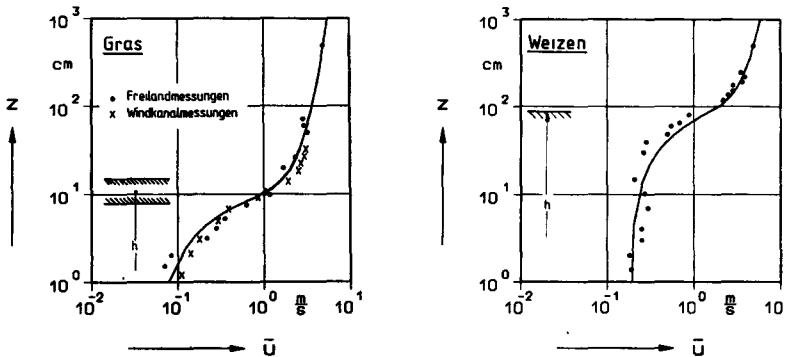 10³
Gras
cm
• Freilandmessungen
x Windkanalmessungen
10²
Z
10¹
h
10⁰
10⁻² 10⁻¹ 10⁰ m/s 10¹
Ū
10³
Weizen
cm
10²
Z
10¹
h
10⁰
10⁻² 10⁻¹ 10⁰ m/s 10¹
Ū